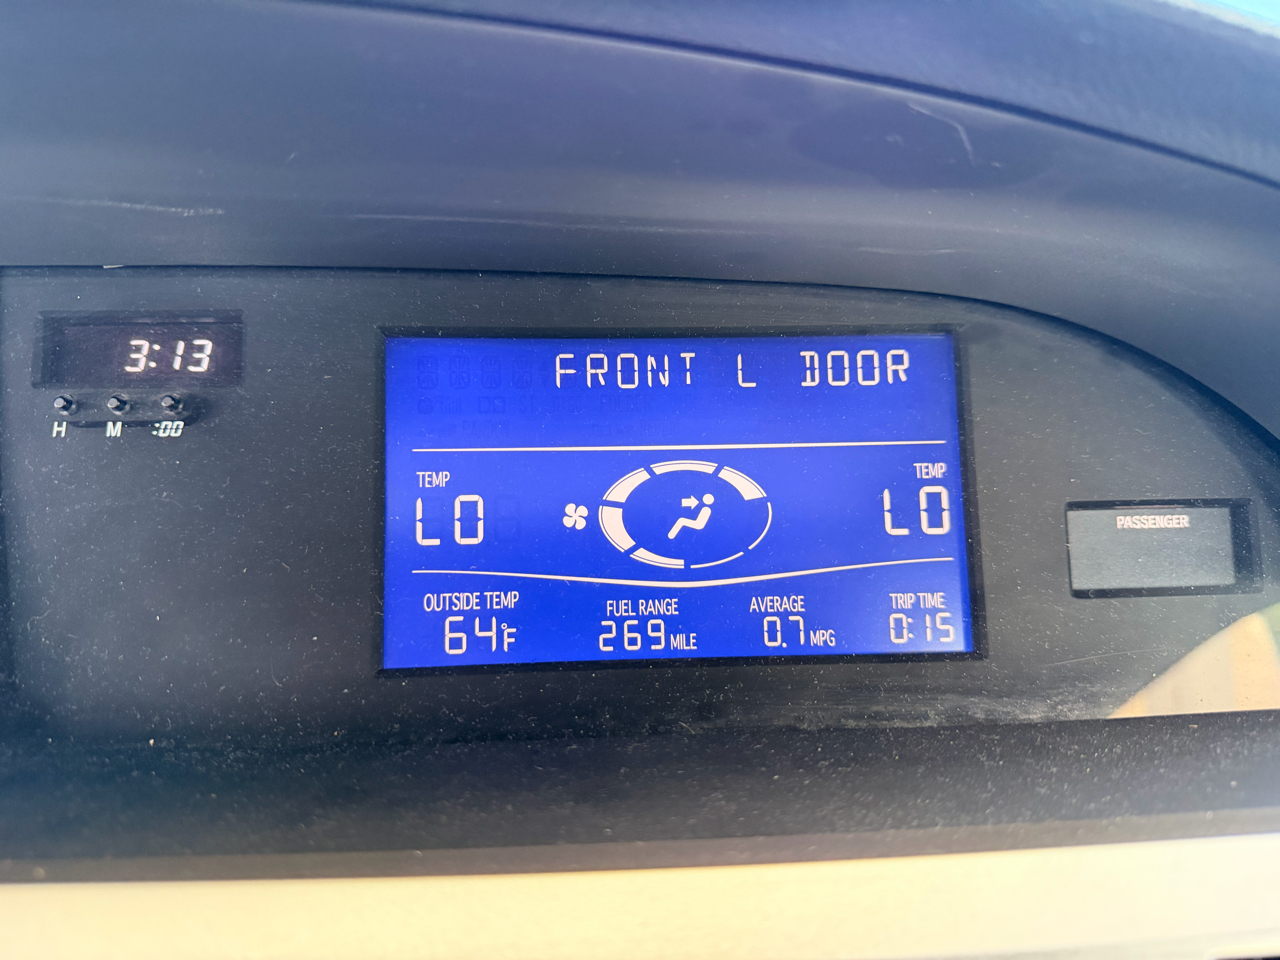 3:13
H M :00
FRONT L DOOR
TEMP TEMP
LO LO
PASSENGER
OUTSIDE TEMP FUEL RANGE AVERAGE TRIP TIME
64°F 269 MILE 0.7 MPG 0:15